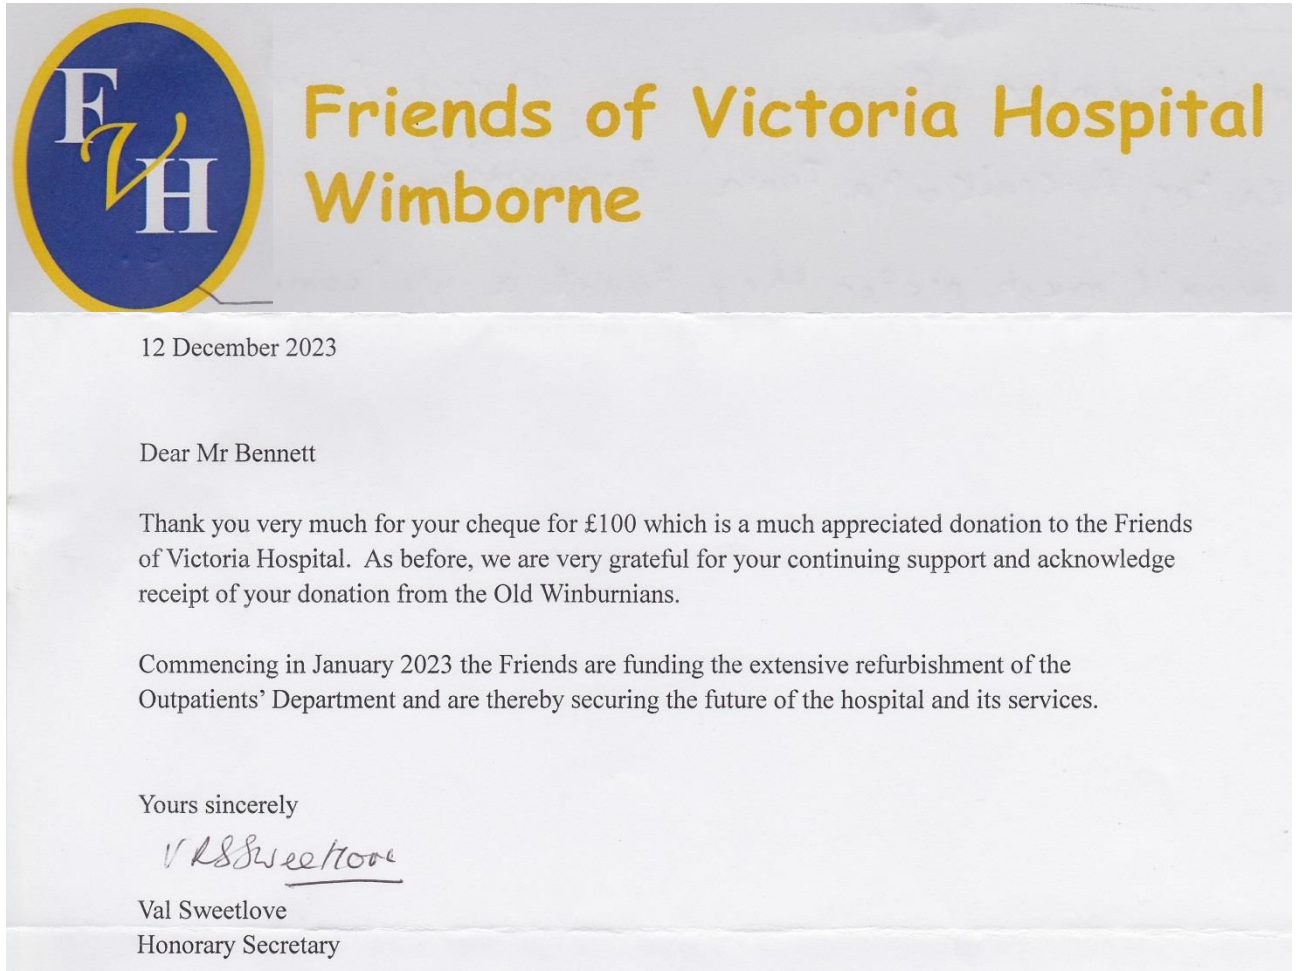 FVH
Friends of Victoria Hospital
Wimborne
12 December 2023
Dear Mr Bennett
Thank you very much for your cheque for £100 which is a much appreciated donation to the Friends
of Victoria Hospital.  As before, we are very grateful for your continuing support and acknowledge
receipt of your donation from the Old Winburnians.
Commencing in January 2023 the Friends are funding the extensive refurbishment of the
Outpatients’ Department and are thereby securing the future of the hospital and its services.
Yours sincerely
V R S Sweetlove
Val Sweetlove
Honorary Secretary